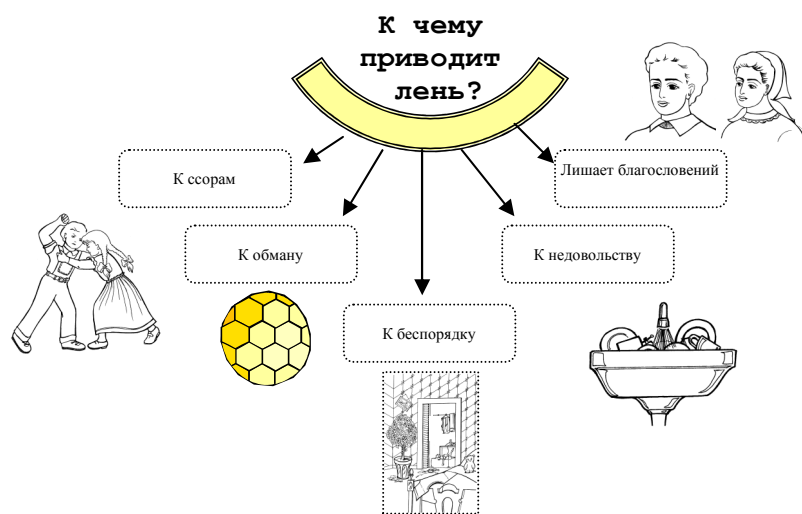 К чему
приводит
лень?
К ссорам
Лишает благословений
К обману
К недовольству
К беспорядку